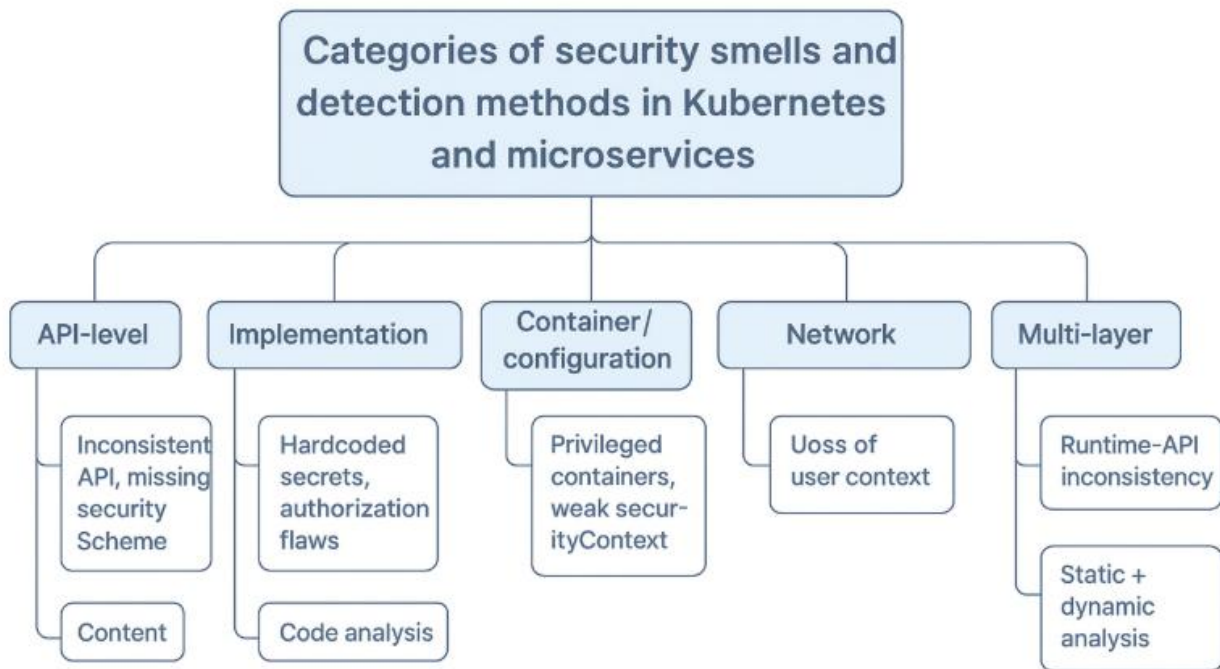 Categories of security smells and
detection methods in Kubernetes
and microservices
API-level
Implementation
Container/
configuration
Network
Multi-layer
Inconsistent
API, missing
security
Scheme
Hardcoded
secrets,
authorization
flaws
Privileged
containers,
weak secur-
ityContext
Uoss of
user context
Runtime-API
inconsistency
Content
Code analysis
Static +
dynamic
analysis